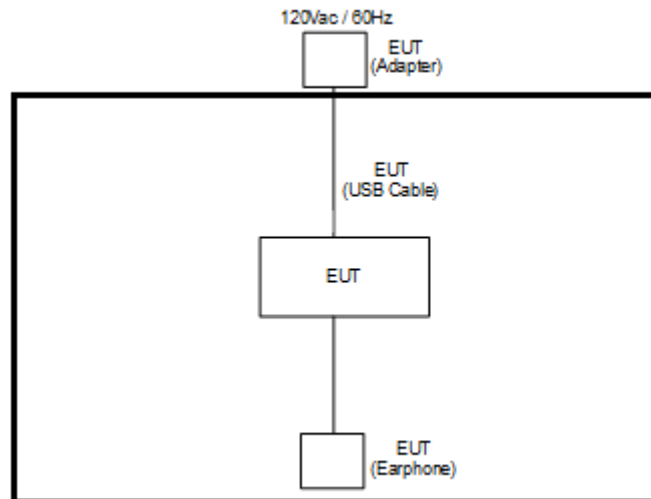 120Vac / 60Hz
EUT
(Adapter)
EUT
(USB Cable)
EUT
EUT
(Earphone)